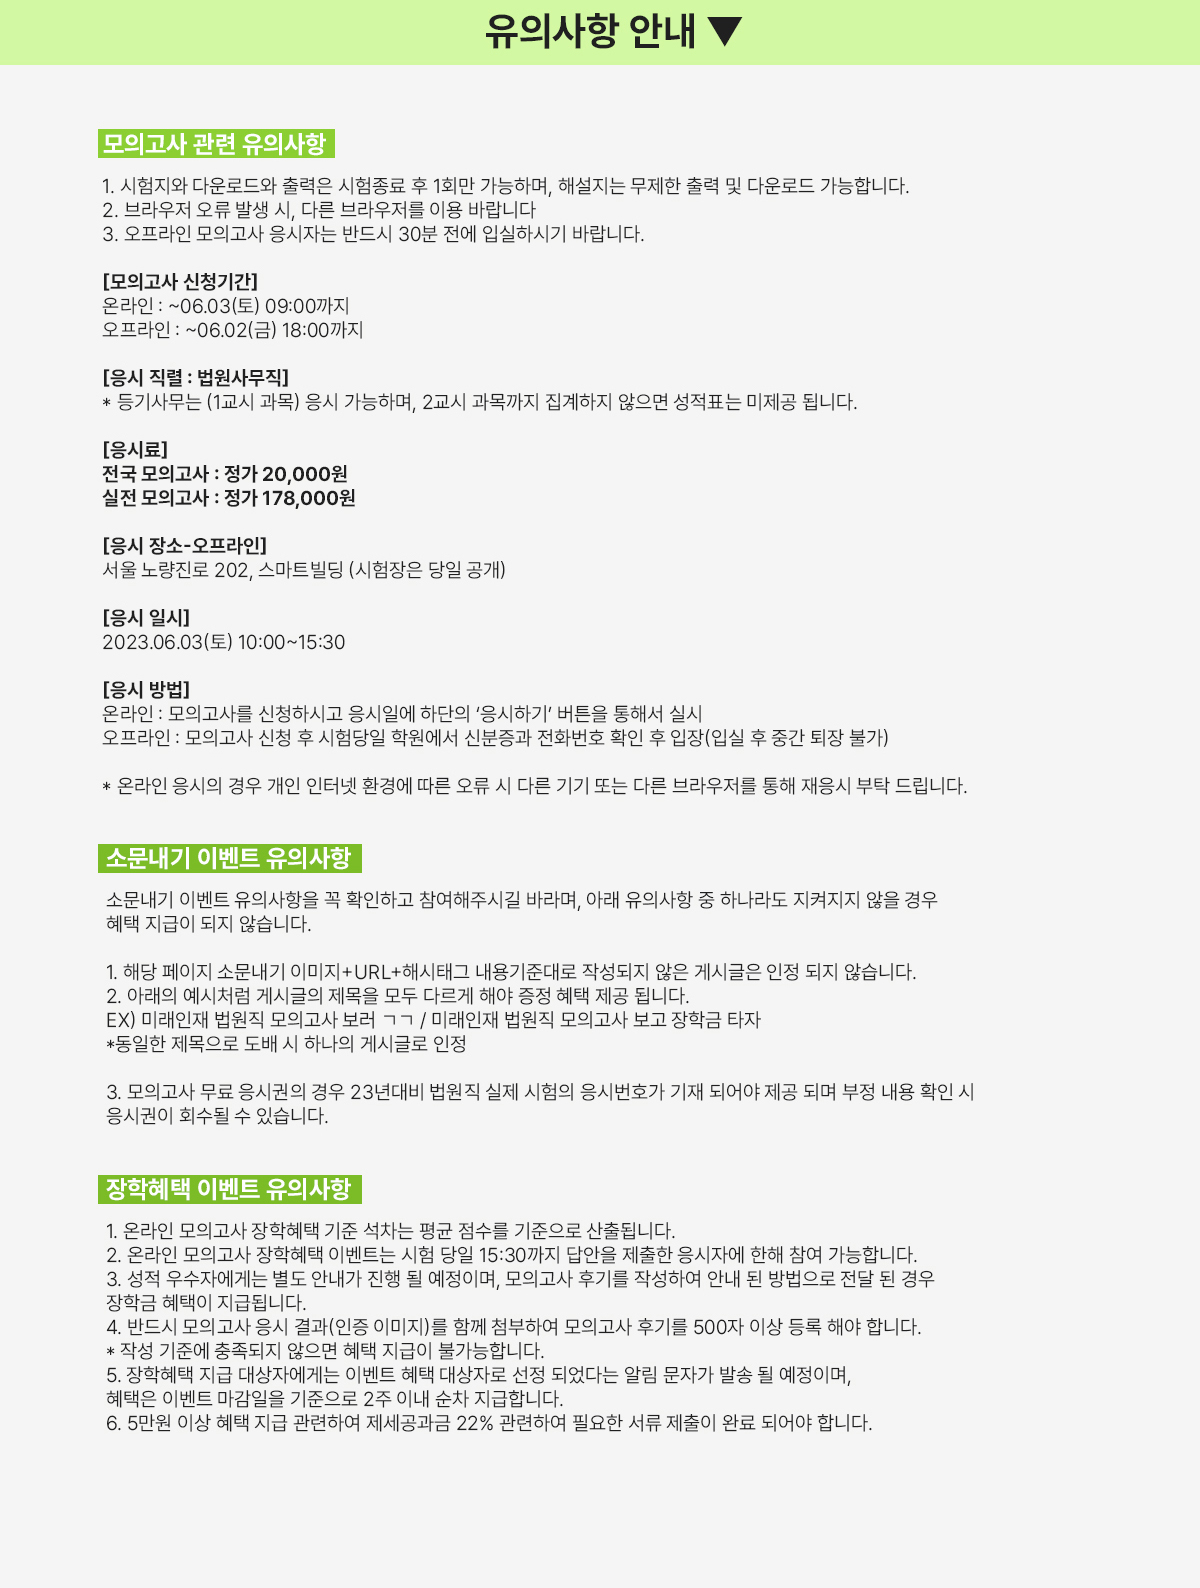 유의사항 안내 ▼
모의고사 관련 유의사항
1. 시험지와 다운로드와 출력은 시험종료 후 1회만 가능하며, 해설지는 무제한 출력 및 다운로드 가능합니다.
2. 브라우저 오류 발생 시, 다른 브라우저를 이용 바랍니다
3. 오프라인 모의고사 응시자는 반드시 30분 전에 입실하시기 바랍니다.
[모의고사 신청기간]
온라인 : ~06.03(토) 09:00까지
오프라인 : ~06.02(금) 18:00까지
[응시 직렬 : 법원사무직]
* 등기사무는 (1교시 과목) 응시 가능하며, 2교시 과목까지 집계하지 않으면 성적표는 미제공 됩니다.
[응시료]
전국 모의고사 : 정가 20,000원
실전 모의고사 : 정가 178,000원
[응시 장소-오프라인]
서울 노량진로 202, 스마트빌딩 (시험장은 당일 공개)
[응시 일시]
2023.06.03(토) 10:00~15:30
[응시 방법]
온라인 : 모의고사를 신청하시고 응시일에 하단의 ‘응시하기’ 버튼을 통해서 실시
오프라인 : 모의고사 신청 후 시험당일 학원에서 신분증과 전화번호 확인 후 입장(입실 후 중간 퇴장 불가)
* 온라인 응시의 경우 개인 인터넷 환경에 따른 오류 시 다른 기기 또는 다른 브라우저를 통해 재응시 부탁 드립니다.
소문내기 이벤트 유의사항
소문내기 이벤트 유의사항을 꼭 확인하고 참여해주시길 바라며, 아래 유의사항 중 하나라도 지켜지지 않을 경우
혜택 지급이 되지 않습니다.
1. 해당 페이지 소문내기 이미지+URL+해시태그 내용기준대로 작성되지 않은 게시글은 인정 되지 않습니다.
2. 아래의 예시처럼 게시글의 제목을 모두 다르게 해야 증정 혜택 제공 됩니다.
EX) 미래인재 법원직 모의고사 보러 ㄱㄱ / 미래인재 법원직 모의고사 보고 장학금 타자
*동일한 제목으로 도배 시 하나의 게시글로 인정
3. 모의고사 무료 응시권의 경우 23년대비 법원직 실제 시험의 응시번호가 기재 되어야 제공 되며 부정 내용 확인 시
응시권이 회수될 수 있습니다.
장학혜택 이벤트 유의사항
1. 온라인 모의고사 장학혜택 기준 석차는 평균 점수를 기준으로 산출됩니다.
2. 온라인 모의고사 장학혜택 이벤트는 시험 당일 15:30까지 답안을 제출한 응시자에 한해 참여 가능합니다.
3. 성적 우수자에게는 별도 안내가 진행 될 예정이며, 모의고사 후기를 작성하여 안내 된 방법으로 전달 된 경우
장학금 혜택이 지급됩니다.
4. 반드시 모의고사 응시 결과(인증 이미지)를 함께 첨부하여 모의고사 후기를 500자 이상 등록 해야 합니다.
* 작성 기준에 충족되지 않으면 혜택 지급이 불가능합니다.
5. 장학혜택 지급 대상자에게는 이벤트 혜택 대상자로 선정 되었다는 알림 문자가 발송 될 예정이며,
혜택은 이벤트 마감일을 기준으로 2주 이내 순차 지급합니다.
6. 5만원 이상 혜택 지급 관련하여 제세공과금 22% 관련하여 필요한 서류 제출이 완료 되어야 합니다.